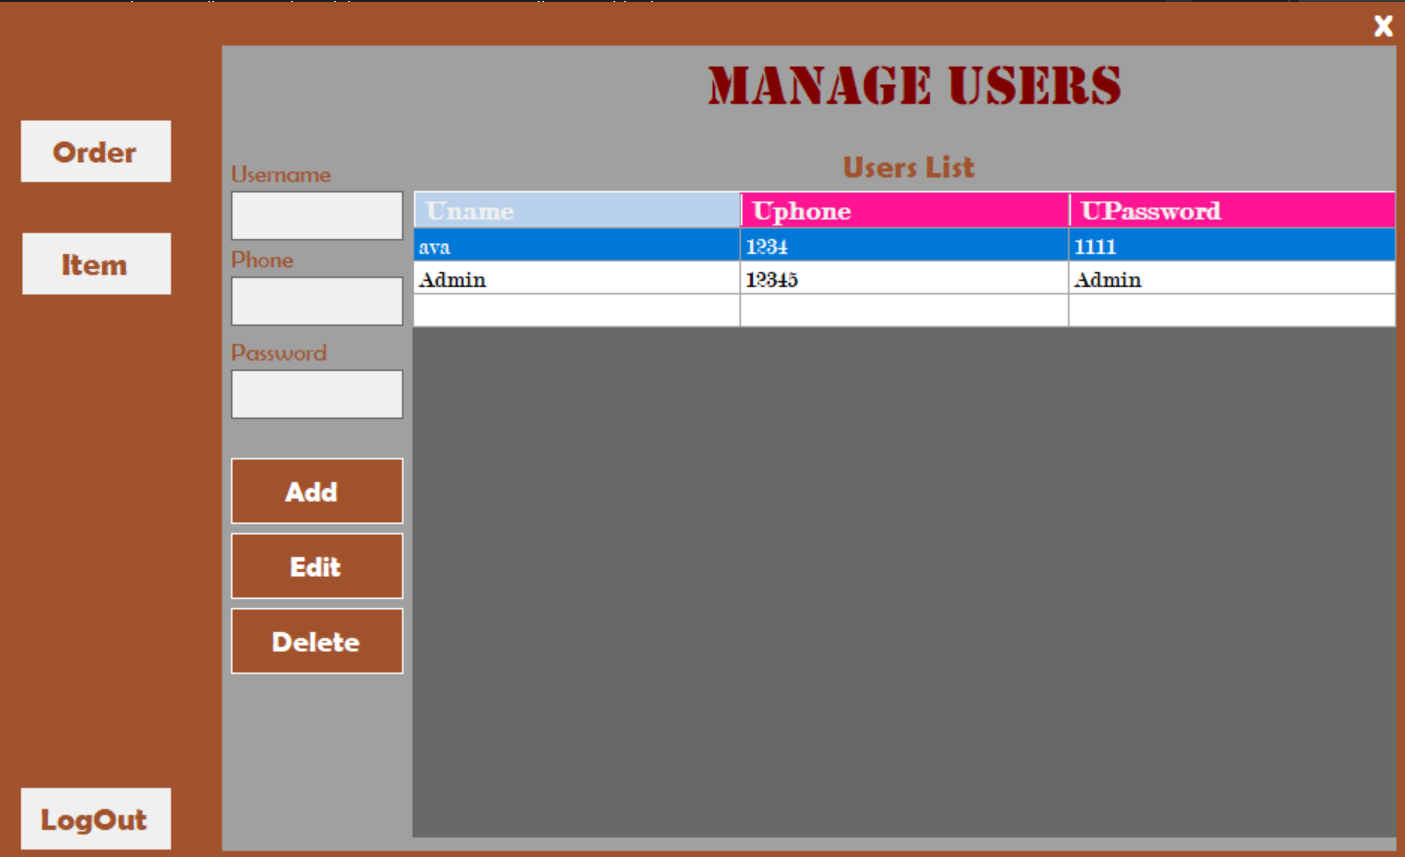 X
MANAGE USERS
Order
Item
LogOut
Username
Phone
Password
Add
Edit
Delete
Users List
Uname Uphone UPassword
ava 1234 1111
Admin 12345 Admin